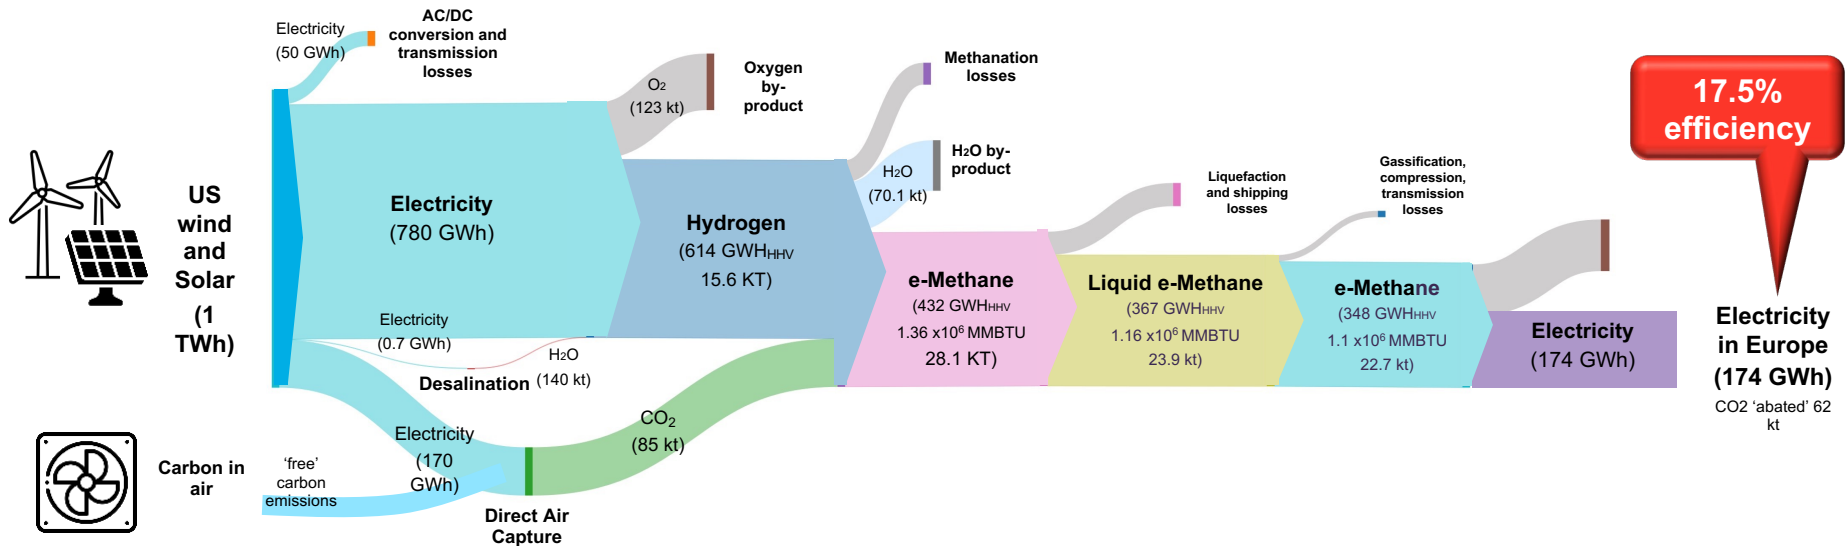 US
wind
and
Solar
(1
TWh)
Electricity
(50 GWh)
AC/DC
conversion and
transmission
losses
Electricity
(780 GWh)
O2
(123 kt)
Oxygen
by-
product
Electricity
(0.7 GWh)
Desalination
H2O
(140 kt)
Hydrogen
(614 GWHHHV
15.6 KT)
Methanation
losses
H2O
(70.1 kt)
H2O by-
product
e-Methane
(432 GWHHHV
1.36 x10⁶ MMBTU
28.1 KT)
Liquefaction
and shipping
losses
Liquid e-Methane
(367 GWHHHV
1.16 x10⁶ MMBTU
23.9 kt)
Gassification,
compression,
transmission
losses
e-Methane
(348 GWHHHV
1.1 x10⁶ MMBTU
22.7 kt)
Electricity
(174 GWh)
17.5%
efficiency
Electricity
in Europe
(174 GWh)
CO2 ‘abated’ 62
kt
Carbon in
air
‘free’
carbon
emissions
Electricity
(170
GWh)
Direct Air
Capture
CO2
(85 kt)